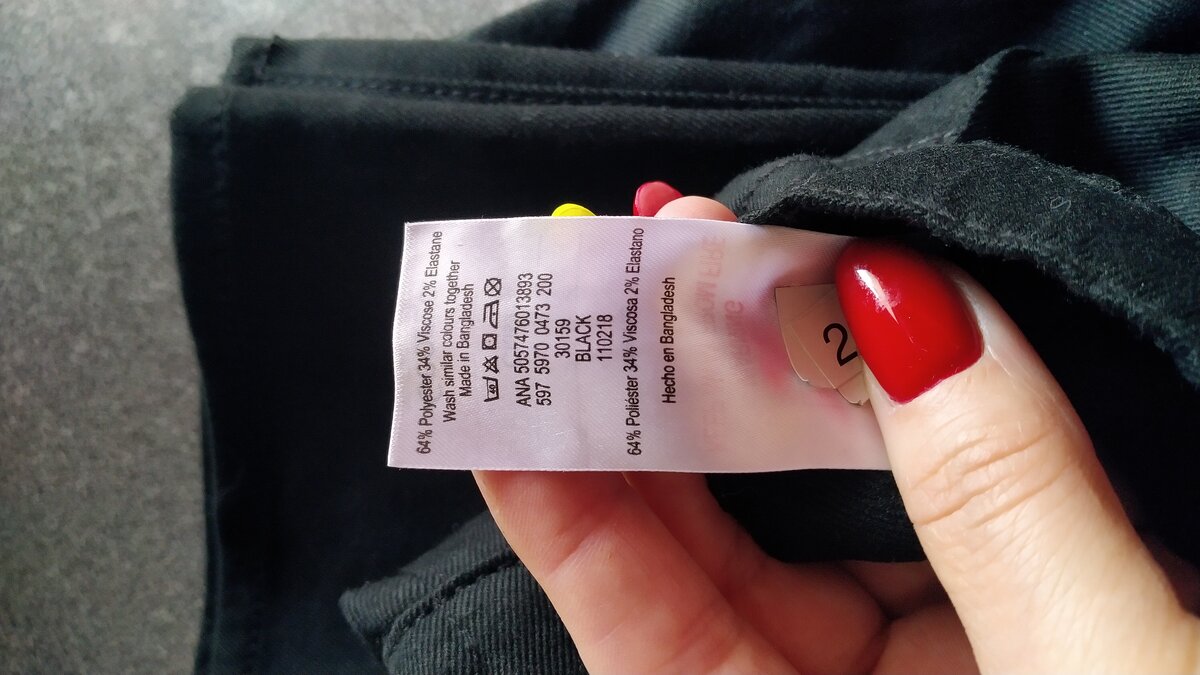 64% Polyester 34% Viscose 2% Elastane
Wash similar colours together
Made in Bangladesh
40
ANA 5057476013893
597 5970 0473 200
30159
BLACK
110218
64% Poliéster 34% Viscosa 2% Elastano
Hecho en Bangladesh
2